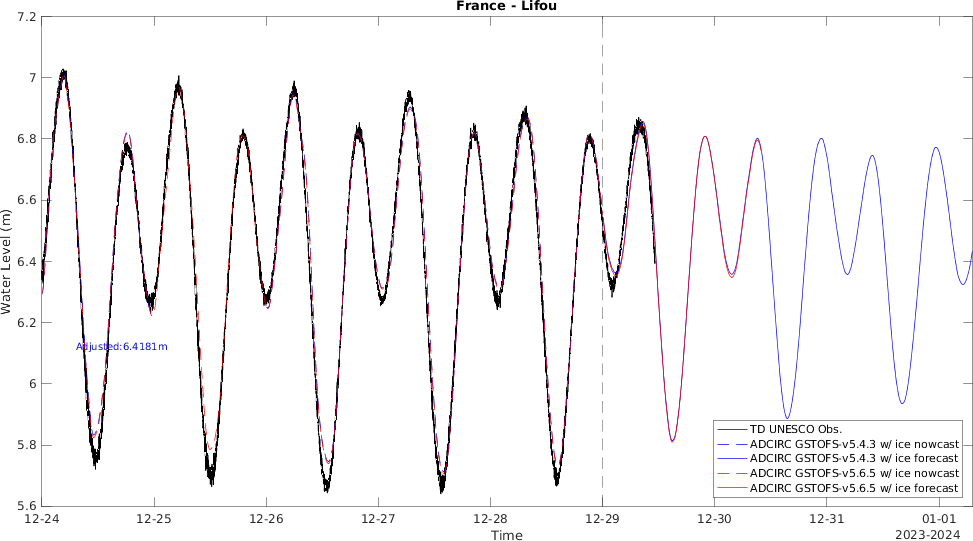 France - Lifou
7.2
7
6.8
6.6
6.4
6.2
6
5.8
5.6
Water Level (m)
Adjusted:6.4181m
TD UNESCO Obs.
ADCIRC GSTOFS-v5.4.3 w/ ice nowcast
ADCIRC GSTOFS-v5.4.3 w/ ice forecast
ADCIRC GSTOFS-v5.6.5 w/ ice nowcast
ADCIRC GSTOFS-v5.6.5 w/ ice forecast
12-24 12-25 12-26 12-27 12-28 12-29 12-30 12-31 01-01
Time
2023-2024